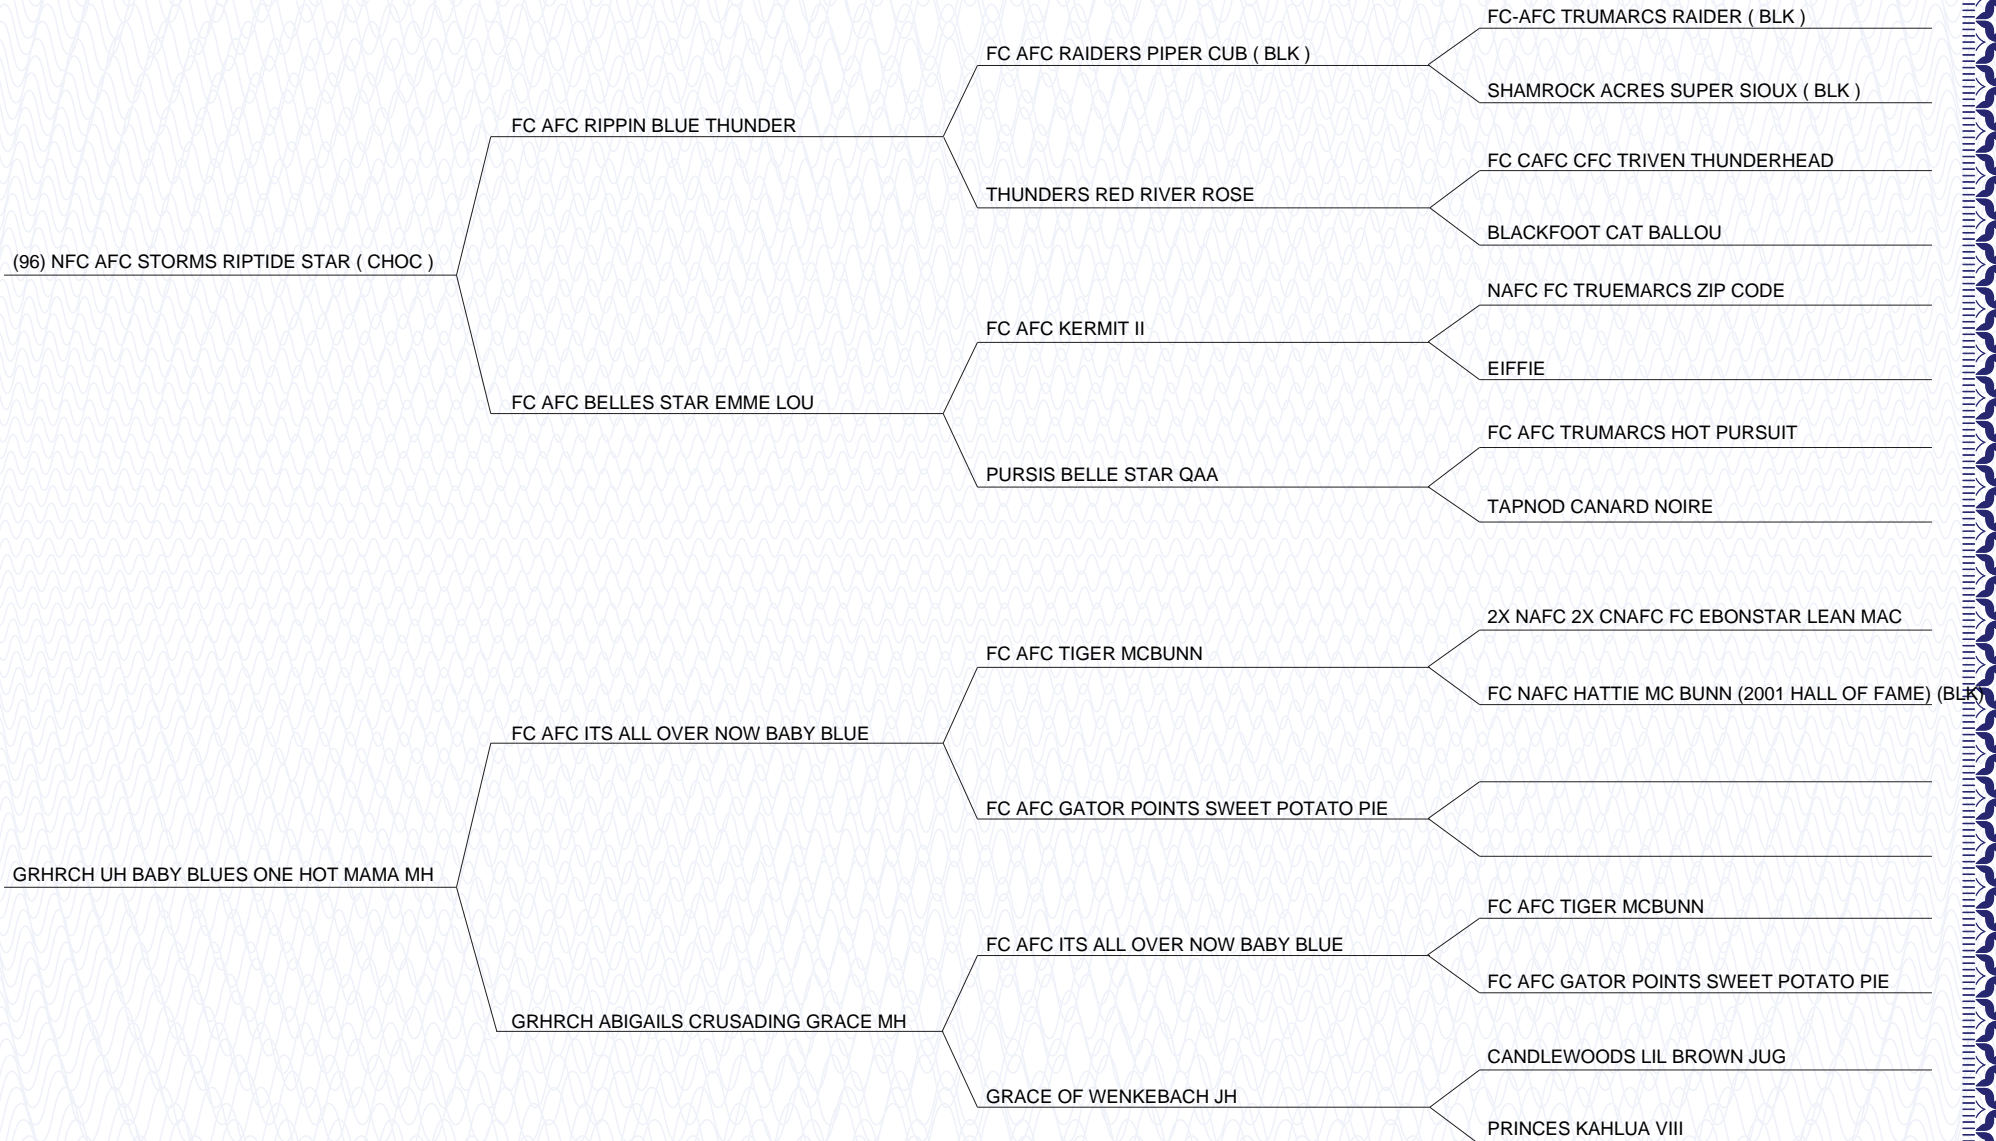 FC-AFC TRUMARCS RAIDER ( BLK )
FC AFC RAIDERS PIPER CUB ( BLK )
SHAMROCK ACRES SUPER SIOUX ( BLK )
FC AFC RIPPIN BLUE THUNDER
FC CAFC CFC TRIVEN THUNDERHEAD
THUNDERS RED RIVER ROSE
BLACKFOOT CAT BALLOU
(96) NFC AFC STORMS RIPTIDE STAR ( CHOC )
NAFC FC TRUEMARCS ZIP CODE
FC AFC KERMIT II
EIFFIE
FC AFC BELLES STAR EMME LOU
FC AFC TRUMARCS HOT PURSUIT
PURSIS BELLE STAR QAA
TAPNOD CANARD NOIRE
2X NAFC 2X CNAFC FC EBONSTAR LEAN MAC
FC AFC TIGER MCBUNN
FC NAFC HATTIE MC BUNN (2001 HALL OF FAME) (BLK)
FC AFC ITS ALL OVER NOW BABY BLUE
FC AFC GATOR POINTS SWEET POTATO PIE
GRHRCH UH BABY BLUES ONE HOT MAMA MH
FC AFC TIGER MCBUNN
FC AFC ITS ALL OVER NOW BABY BLUE
FC AFC GATOR POINTS SWEET POTATO PIE
GRHRCH ABIGAILS CRUSADING GRACE MH
CANDLEWOODS LIL BROWN JUG
GRACE OF WENKEBACH JH
PRINCES KAHLUA VIII